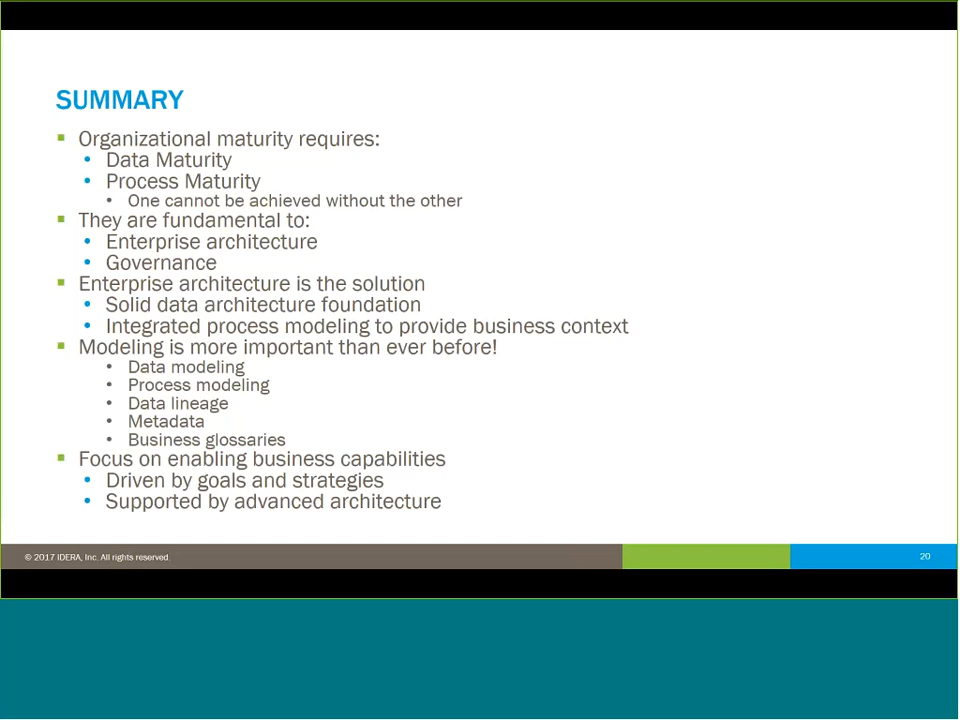 SUMMARY
Organizational maturity requires:
Data Maturity
Process Maturity
One cannot be achieved without the other
They are fundamental to:
Enterprise architecture
Governance
Enterprise architecture is the solution
Solid data architecture foundation
Integrated process modeling to provide business context
Modeling is more important than ever before!
Data modeling
Process modeling
Data lineage
Metadata
Business glossaries
Focus on enabling business capabilities
Driven by goals and strategies
Supported by advanced architecture
© 2017 IDERA, Inc. All rights reserved.
20